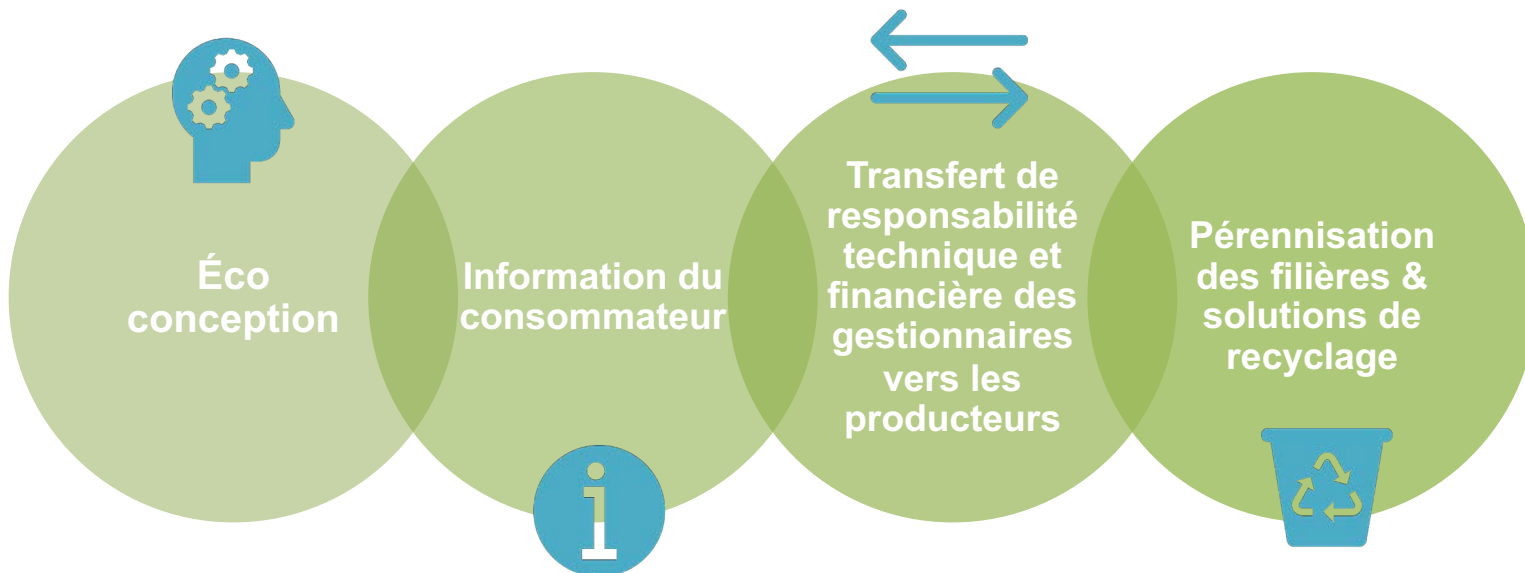 Éco
conception
Information du
consommateur
Transfert de
responsabilité
technique et
financière des
gestionnaires
vers les
producteurs
Pérennisation
des filières &
solutions de
recyclage